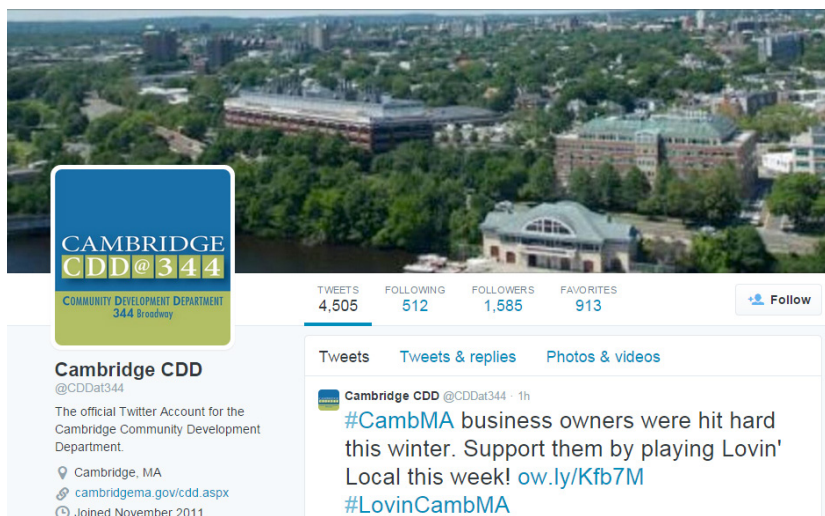 CAMBRIDGE
CDD@344
COMMUNITY DEVELOPMENT DEPARTMENT
344 Broadway
TWEETS FOLLOWING FOLLOWERS FAVORITES
4,505 512 1,585 913
Follow
Cambridge CDD
@CDDat344
The official Twitter Account for the
Cambridge Community Development
Department.
Cambridge, MA
cambridgema.gov/cdd.aspx
Joined November 2011
Tweets Tweets & replies Photos & videos
Cambridge CDD @CDDat344 · 1h
#CambMA business owners were hit hard
this winter. Support them by playing Lovin'
Local this week! ow.ly/Kfb7M
#LovinCambMA